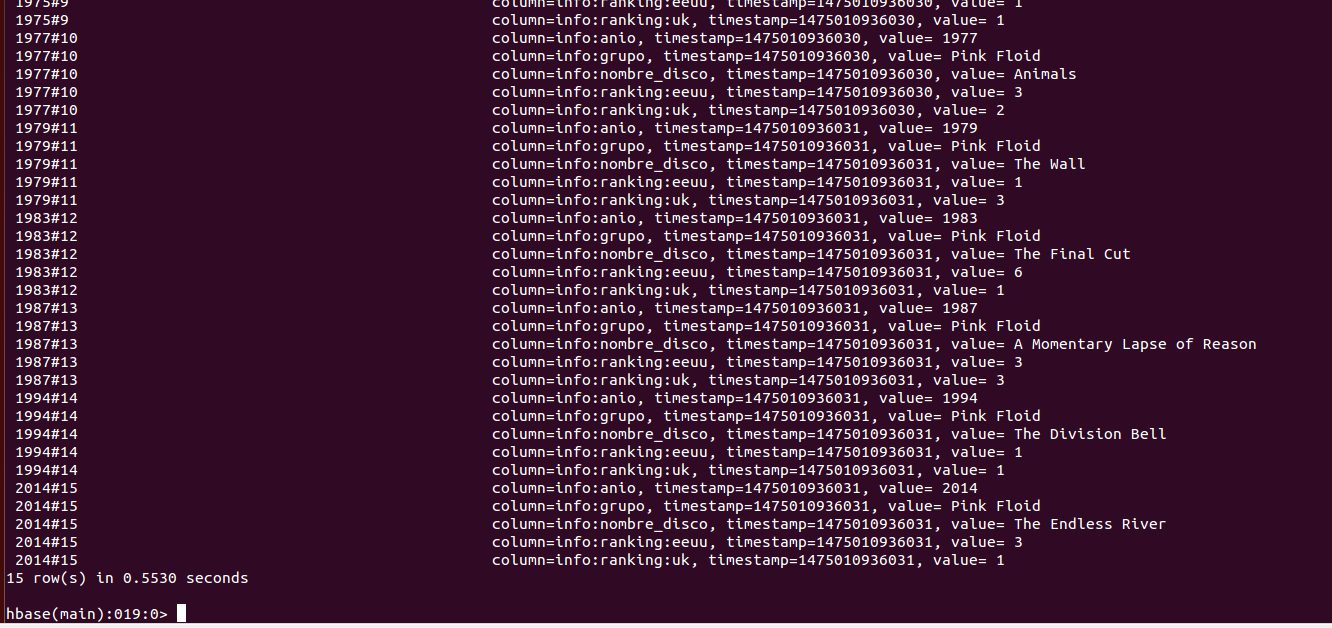 1975#9 column=info:ranking:eeuu, timestamp=1475010936030, value= 1
1975#9 column=info:ranking:uk, timestamp=1475010936030, value= 1
1977#10 column=info:anio, timestamp=1475010936030, value= 1977
1977#10 column=info:grupo, timestamp=1475010936030, value= Pink Floid
1977#10 column=info:nombre_disco, timestamp=1475010936030, value= Animals
1977#10 column=info:ranking:eeuu, timestamp=1475010936030, value= 3
1977#10 column=info:ranking:uk, timestamp=1475010936030, value= 2
1979#11 column=info:anio, timestamp=1475010936031, value= 1979
1979#11 column=info:grupo, timestamp=1475010936031, value= Pink Floid
1979#11 column=info:nombre_disco, timestamp=1475010936031, value= The Wall
1979#11 column=info:ranking:eeuu, timestamp=1475010936031, value= 1
1979#11 column=info:ranking:uk, timestamp=1475010936031, value= 3
1983#12 column=info:anio, timestamp=1475010936031, value= 1983
1983#12 column=info:grupo, timestamp=1475010936031, value= Pink Floid
1983#12 column=info:nombre_disco, timestamp=1475010936031, value= The Final Cut
1983#12 column=info:ranking:eeuu, timestamp=1475010936031, value= 6
1983#12 column=info:ranking:uk, timestamp=1475010936031, value= 1
1987#13 column=info:anio, timestamp=1475010936031, value= 1987
1987#13 column=info:grupo, timestamp=1475010936031, value= Pink Floid
1987#13 column=info:nombre_disco, timestamp=1475010936031, value= A Momentary Lapse of Reason
1987#13 column=info:ranking:eeuu, timestamp=1475010936031, value= 3
1987#13 column=info:ranking:uk, timestamp=1475010936031, value= 3
1994#14 column=info:anio, timestamp=1475010936031, value= 1994
1994#14 column=info:grupo, timestamp=1475010936031, value= Pink Floid
1994#14 column=info:nombre_disco, timestamp=1475010936031, value= The Division Bell
1994#14 column=info:ranking:eeuu, timestamp=1475010936031, value= 1
1994#14 column=info:ranking:uk, timestamp=1475010936031, value= 1
2014#15 column=info:anio, timestamp=1475010936031, value= 2014
2014#15 column=info:grupo, timestamp=1475010936031, value= Pink Floid
2014#15 column=info:nombre_disco, timestamp=1475010936031, value= The Endless River
2014#15 column=info:ranking:eeuu, timestamp=1475010936031, value= 3
2014#15 column=info:ranking:uk, timestamp=1475010936031, value= 1
15 row(s) in 0.5530 seconds
hbase(main):019:0>